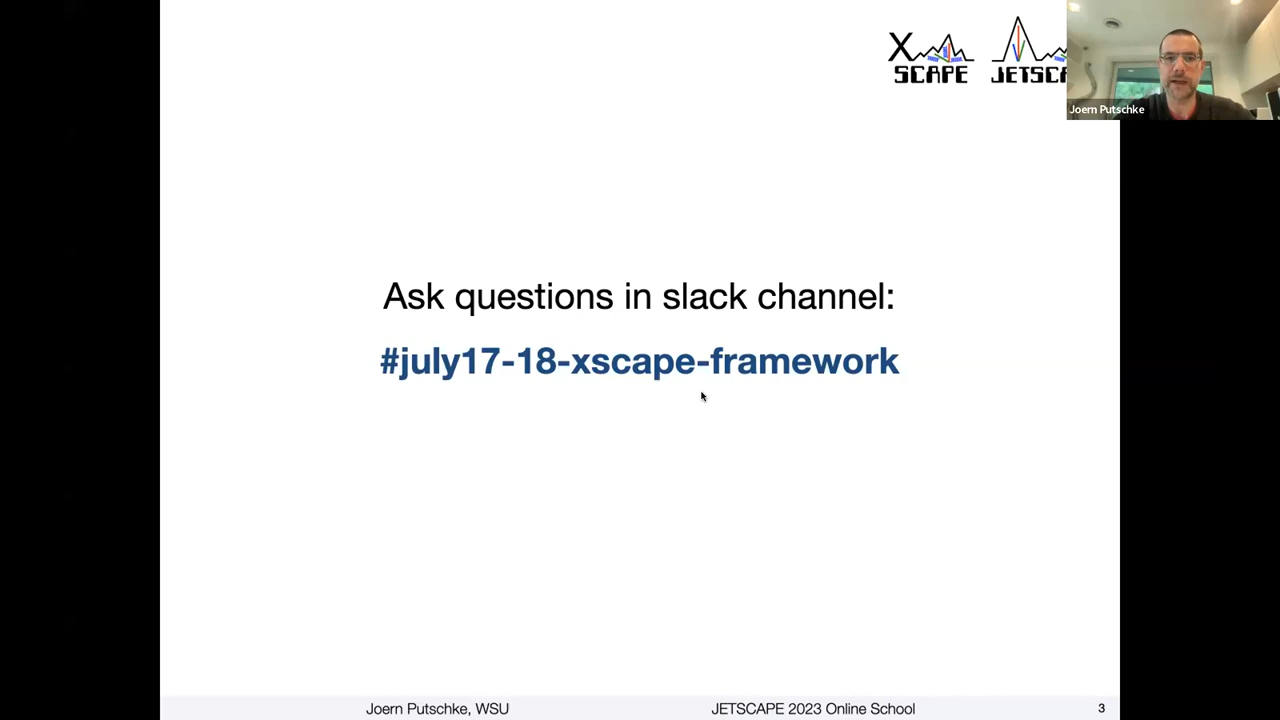 X
SCAPE
JETSCA
Joern Putschke
Ask questions in slack channel:
#july17-18-xscape-framework
Joern Putschke, WSU
JETSCAPE 2023 Online School
3